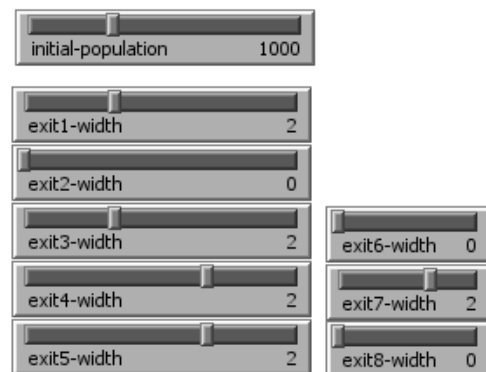 initial-population 1000
exit1-width 2
exit2-width 0
exit3-width 2
exit4-width 2
exit5-width 2
exit6-width 0
exit7-width 2
exit8-width 0